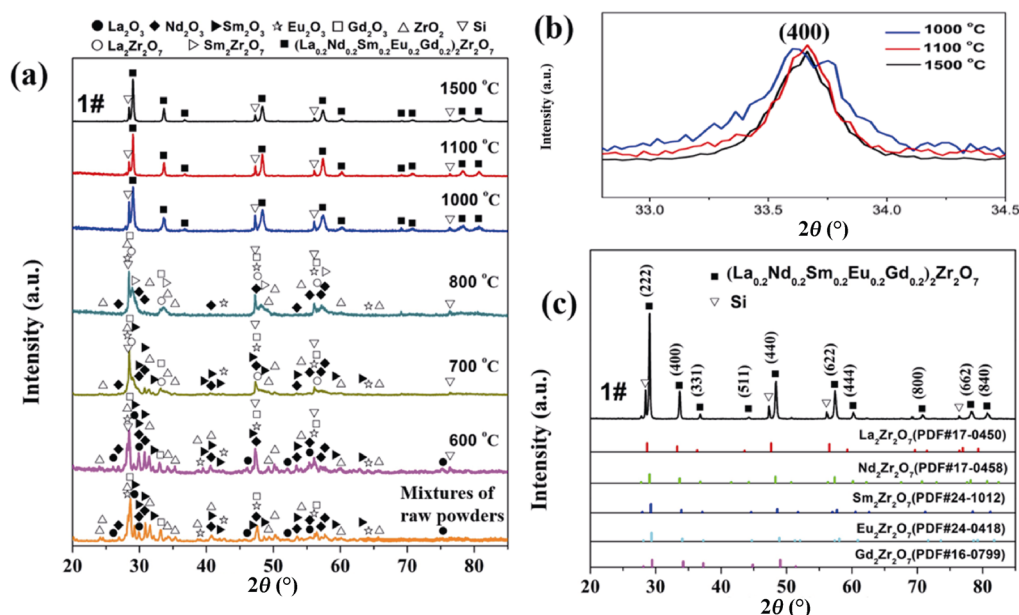 ● La₂O₃ ◆ Nd₂O₃ ▶ Sm₂O₃ ☆ Eu₂O₃ □ Gd₂O₃ △ ZrO₂ ▽ Si
○ La₂Zr₂O₇ ▷ Sm₂Zr₂O₇ ■ (La₀.₂Nd₀.₂Sm₀.₂Eu₀.₂Gd₀.₂)₂Zr₂O₇
(a)
1#
1500 °C
1100 °C
1000 °C
800 °C
700 °C
600 °C
Mixtures of
raw powders
Intensity (a.u.)
20 30 40 50 60 70 80
2θ (°)
(b)
(400)
1000 °C
1100 °C
1500 °C
Intensity (a.u.)
33.0 33.5 34.0 34.5
2θ (°)
(c)
■ (La₀.₂Nd₀.₂Sm₀.₂Eu₀.₂Gd₀.₂)₂Zr₂O₇
▽ Si
1#
(222)
(400)
(331)
(511)
(440)
(622)
(444)
(800)
(662)
(840)
La₂Zr₂O₇(PDF#17-0450)
Nd₂Zr₂O₇(PDF#17-0458)
Sm₂Zr₂O₇(PDF#24-1012)
Eu₂Zr₂O₇(PDF#24-0418)
Gd₂Zr₂O₇(PDF#16-0799)
Intensity (a.u.)
20 30 40 50 60 70 80
2θ (°)